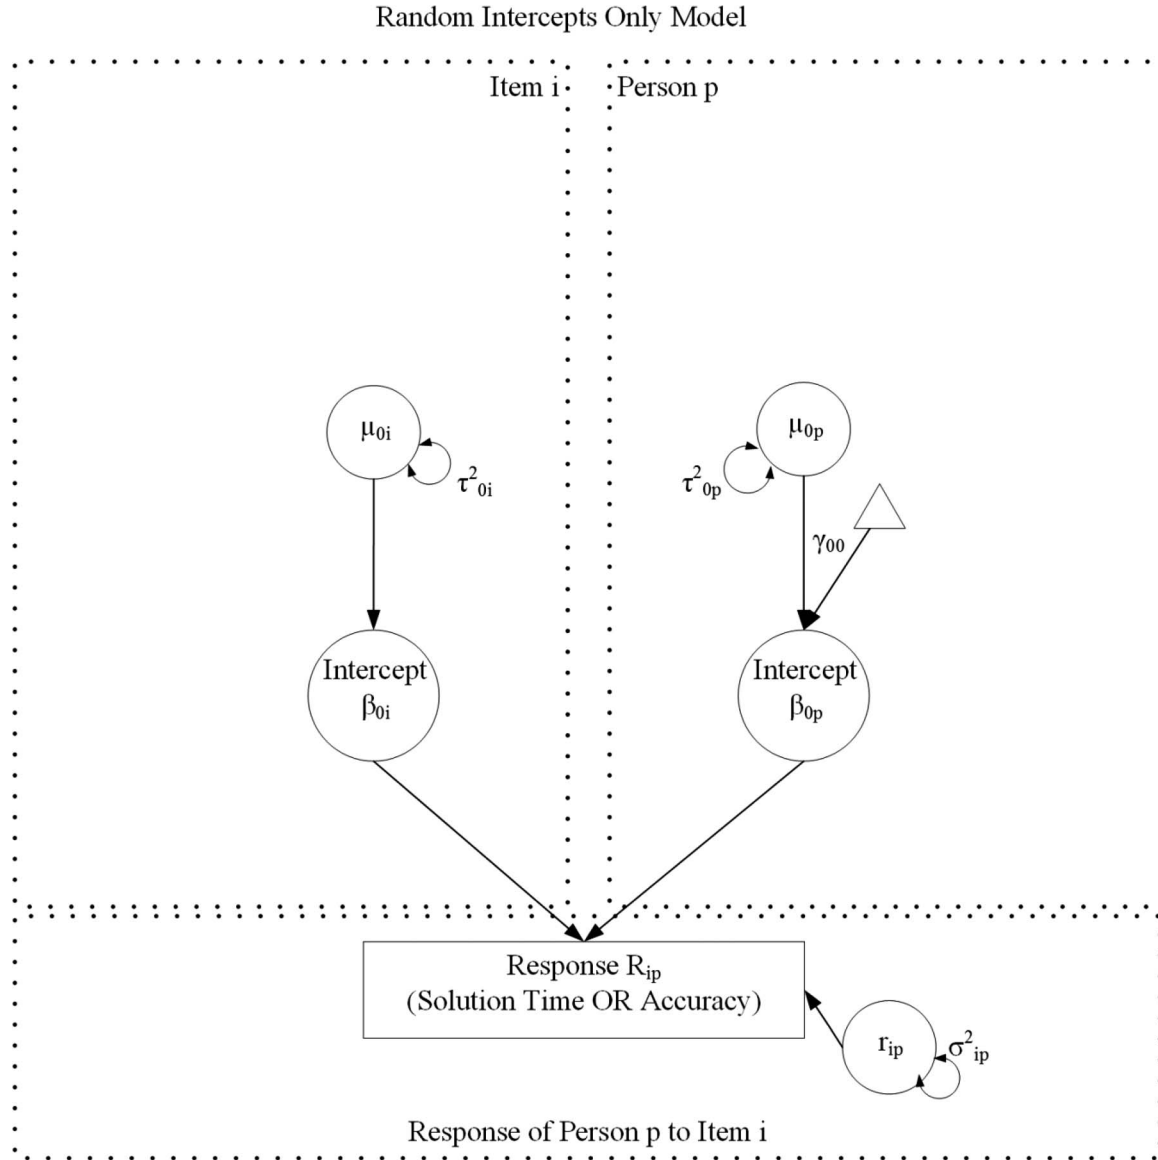 Random Intercepts Only Model
Item i
Person p
μ₀ᵢ
τ²₀ᵢ
μ₀ₚ
τ²₀ₚ
γ₀₀
Intercept
β₀ᵢ
Intercept
β₀ₚ
Response Rᵢₚ
(Solution Time OR Accuracy)
rᵢₚ
σ²ᵢₚ
Response of Person p to Item i